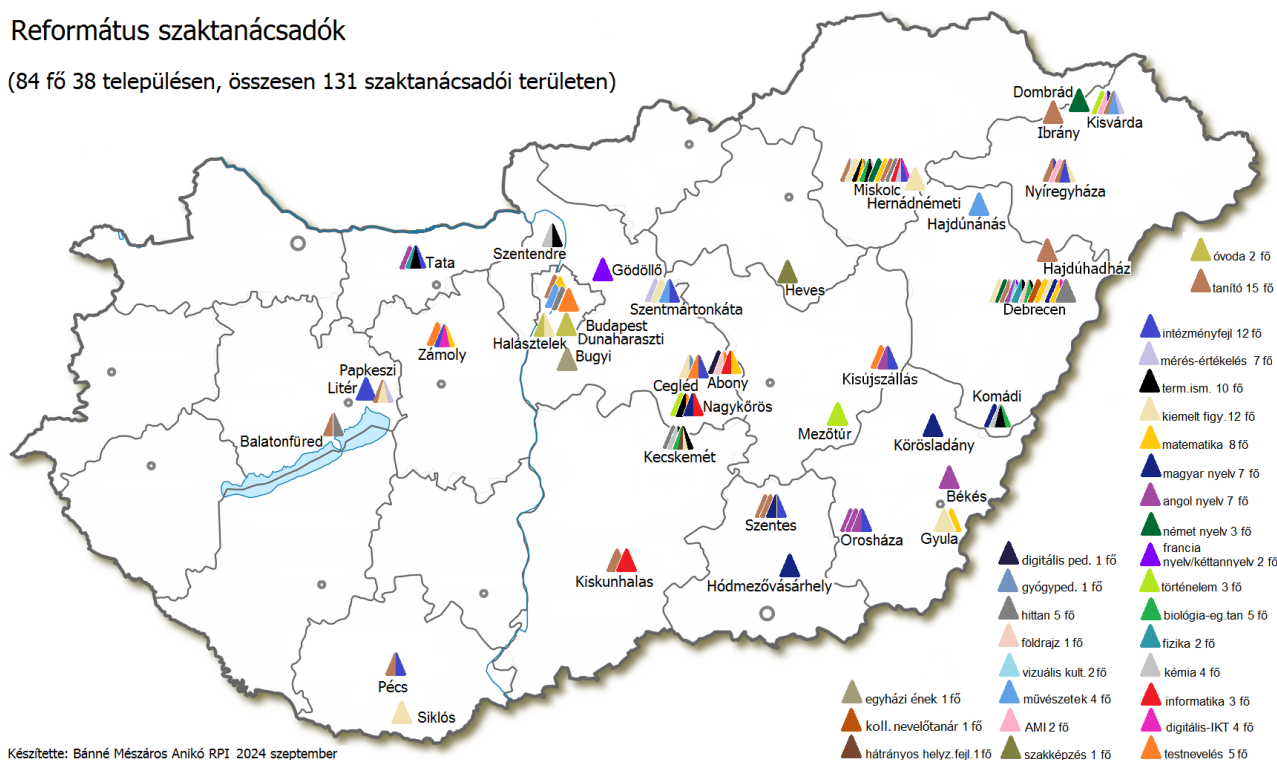 Református szaktanácsadók
(84 fő 38 településen, összesen 131 szaktanácsadói területen)
Dombrád
Kisvárda
Ibrány
Miskolc
Hernádnémeti
Nyíregyháza
Hajdúnánás
Szentendre
Tata
Gödöllő
Heves
Hajdúhadház
Szentmártonkáta
Debrecen
Budapest
Dunaharaszti
Halásztelek
Bugyi
Zámoly
Papkeszi
Litér
Cegléd
Abony
Kisújszállás
Nagykőrös
Komádi
Balatonfüred
Mezőtúr
Körösladány
Kecskemét
Békés
Szentes
Orosháza
Gyula
Kiskunhalas
Hódmezővásárhely
Pécs
Siklós
óvoda 2 fő
tanító 15 fő
intézményfejl 12 fő
mérés-értékelés 7 fő
term.ism. 10 fő
kiemelt figy. 12 fő
matematika 8 fő
magyar nyelv 7 fő
angol nyelv 7 fő
német nyelv 3 fő
francia
nyelv/kéttannyelv 2 fő
történelem 3 fő
biológia-eg.tan 5 fő
fizika 2 fő
kémia 4 fő
informatika 3 fő
digitális-IKT 4 fő
testnevelés 5 fő
digitális ped. 1 fő
gyógyped. 1 fő
hittan 5 fő
földrajz 1 fő
vizuális kult. 2 fő
művészetek 4 fő
AMI 2 fő
szakképzés 1 fő
egyházi ének 1 fő
koll. nevelőtanár 1 fő
hátrányos helyz.fejl.1 fő
Készítette: Bánné Mészáros Anikó RPI 2024 szeptember